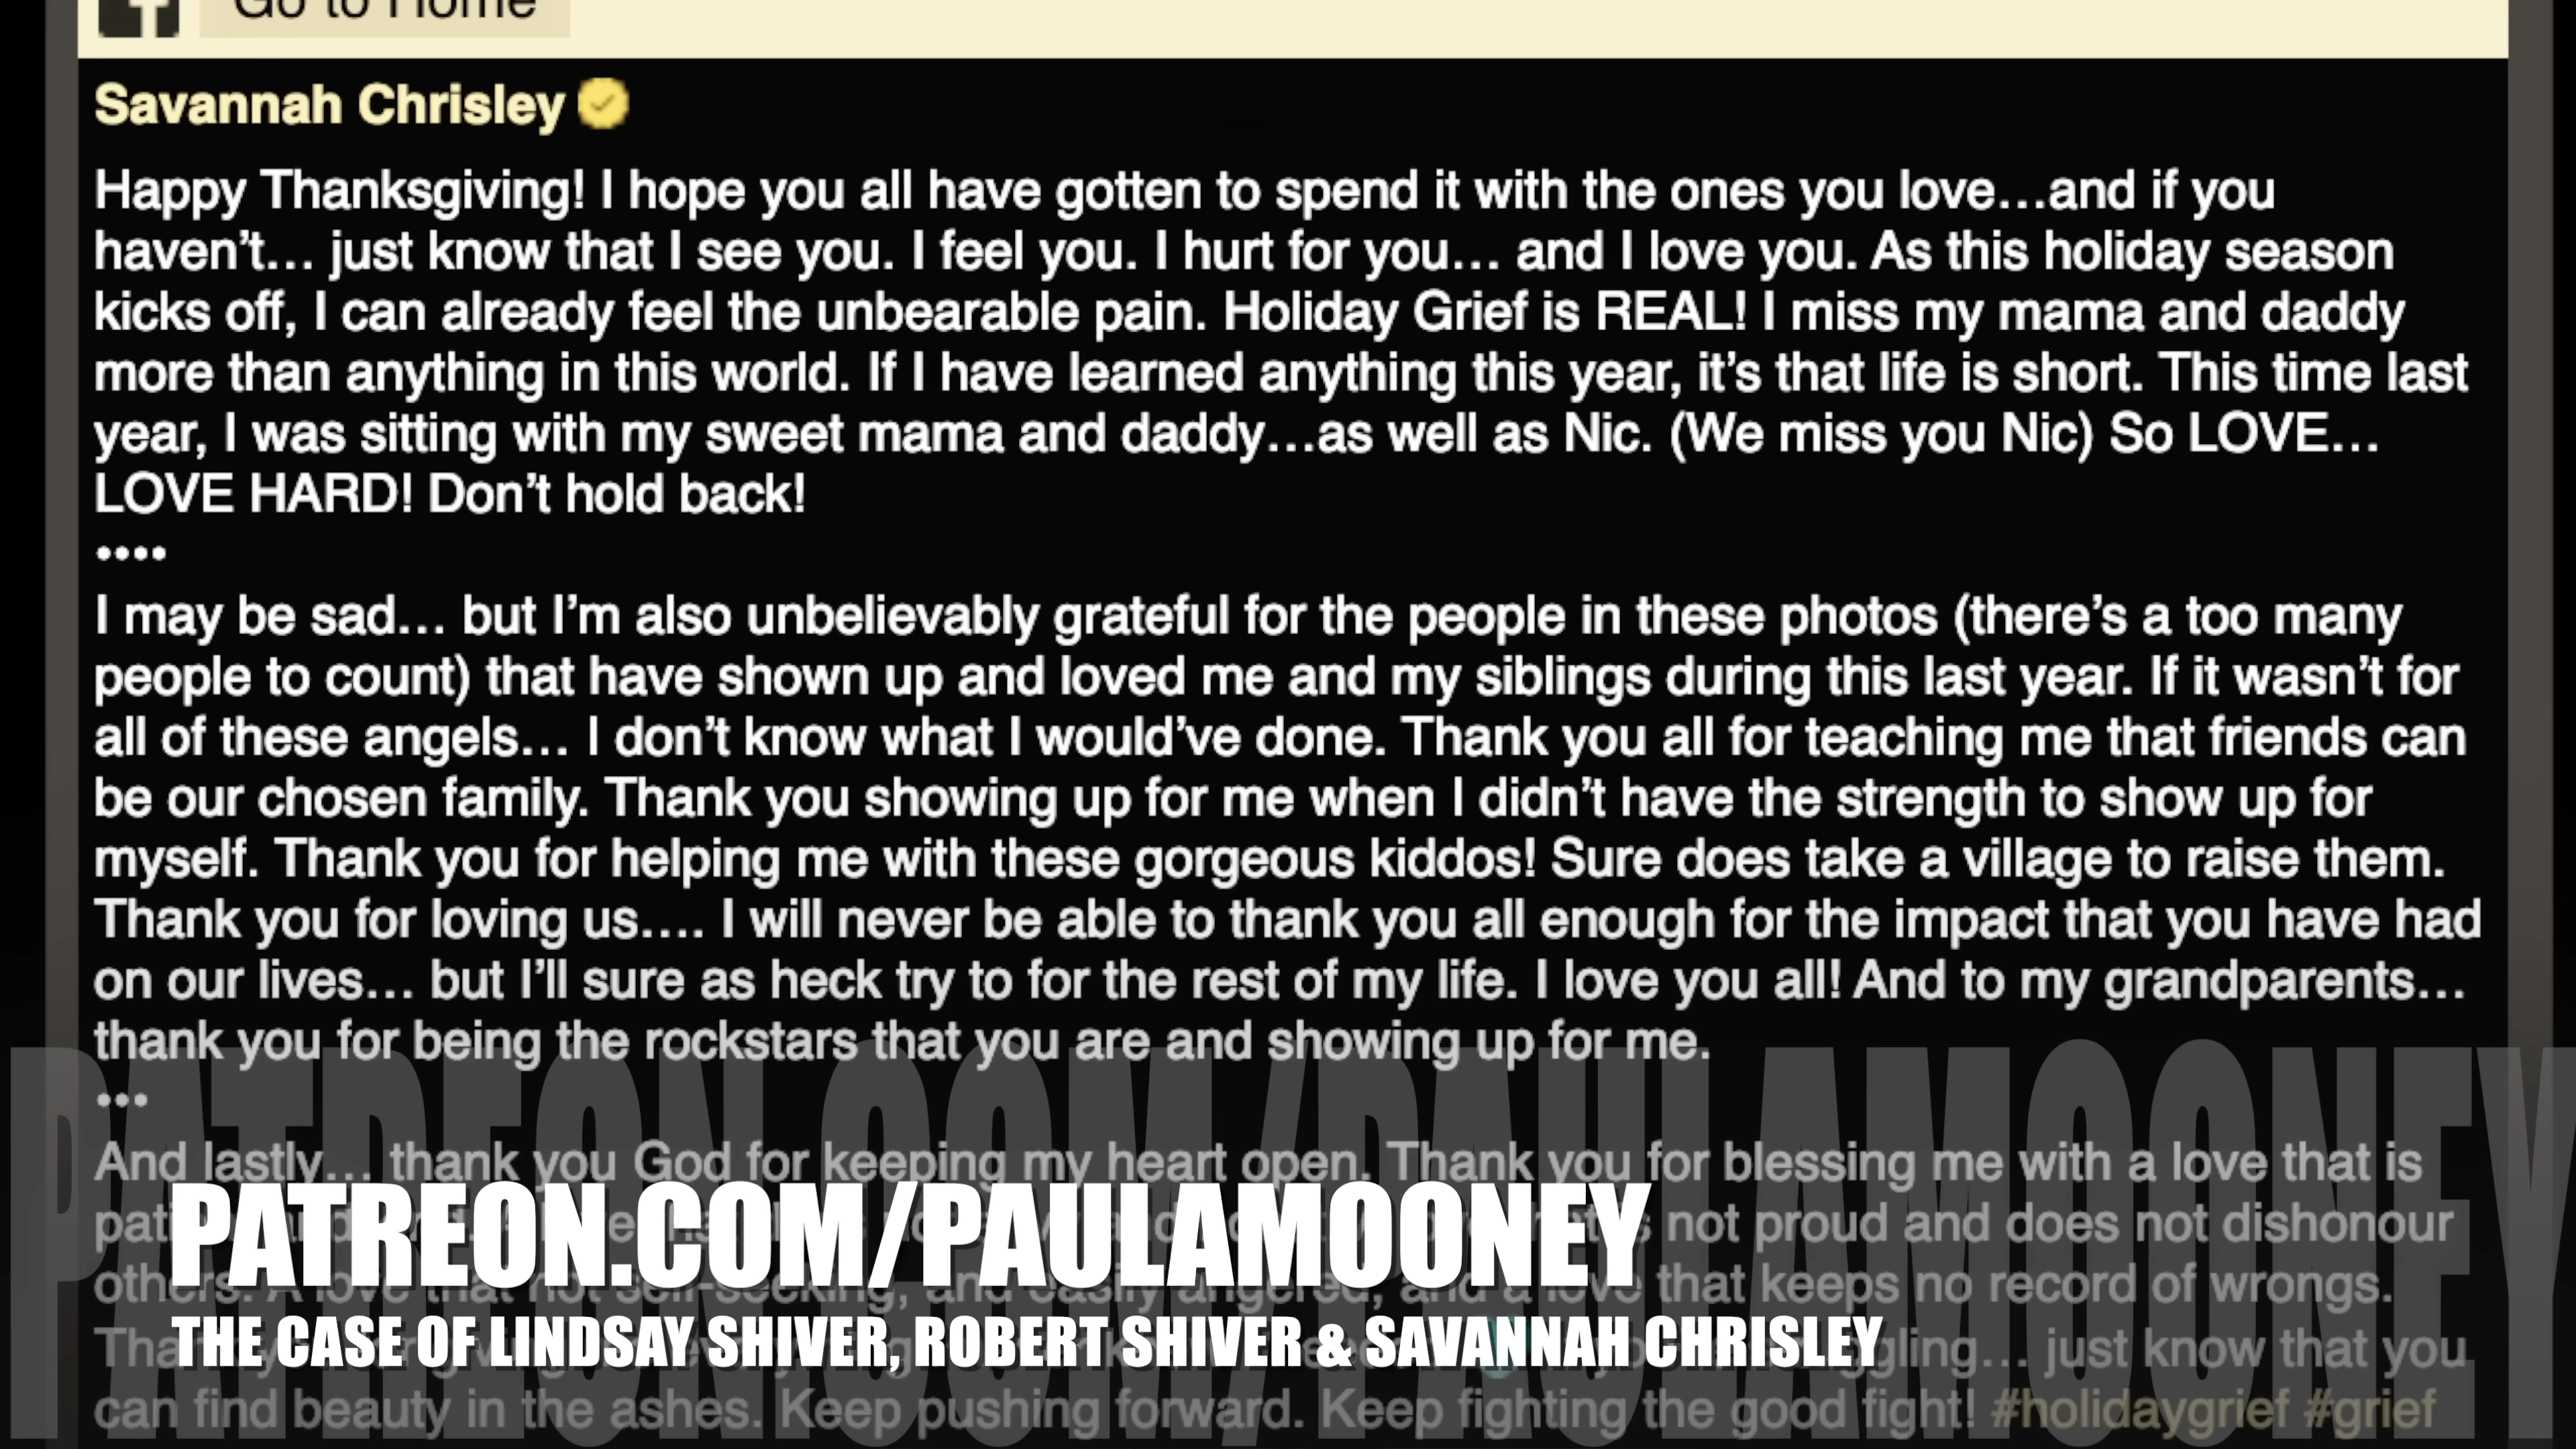 Go to Home
Savannah Chrisley
Happy Thanksgiving! I hope you all have gotten to spend it with the ones you love…and if you
haven’t… just know that I see you. I feel you. I hurt for you… and I love you. As this holiday season
kicks off, I can already feel the unbearable pain. Holiday Grief is REAL! I miss my mama and daddy
more than anything in this world. If I have learned anything this year, it’s that life is short. This time last
year, I was sitting with my sweet mama and daddy…as well as Nic. (We miss you Nic) So LOVE…
LOVE HARD! Don’t hold back!
••••
I may be sad… but I’m also unbelievably grateful for the people in these photos (there’s a too many
people to count) that have shown up and loved me and my siblings during this last year. If it wasn’t for
all of these angels… I don’t know what I would’ve done. Thank you all for teaching me that friends can
be our chosen family. Thank you showing up for me when I didn’t have the strength to show up for
myself. Thank you for helping me with these gorgeous kiddos! Sure does take a village to raise them.
Thank you for loving us…. I will never be able to thank you all enough for the impact that you have had
on our lives… but I’ll sure as heck try to for the rest of my life. I love you all! And to my grandparents…
thank you for being the rockstars that you are and showing up for me.
•••
And lastly… thank you God for keeping my heart open. Thank you for blessing me with a love that is
not proud and does not dishonour
others. A love that not self-seeking, and easily angered, and a love that keeps no record of wrongs.
just know that you
can find beauty in the ashes. Keep pushing forward. Keep fighting the good fight! #holidaygrief #grief
PATREON.COM/PAULAMOONEY
PATREON.COM/PAULAMOONEY
THE CASE OF LINDSAY SHIVER, ROBERT SHIVER & SAVANNAH CHRISLEY